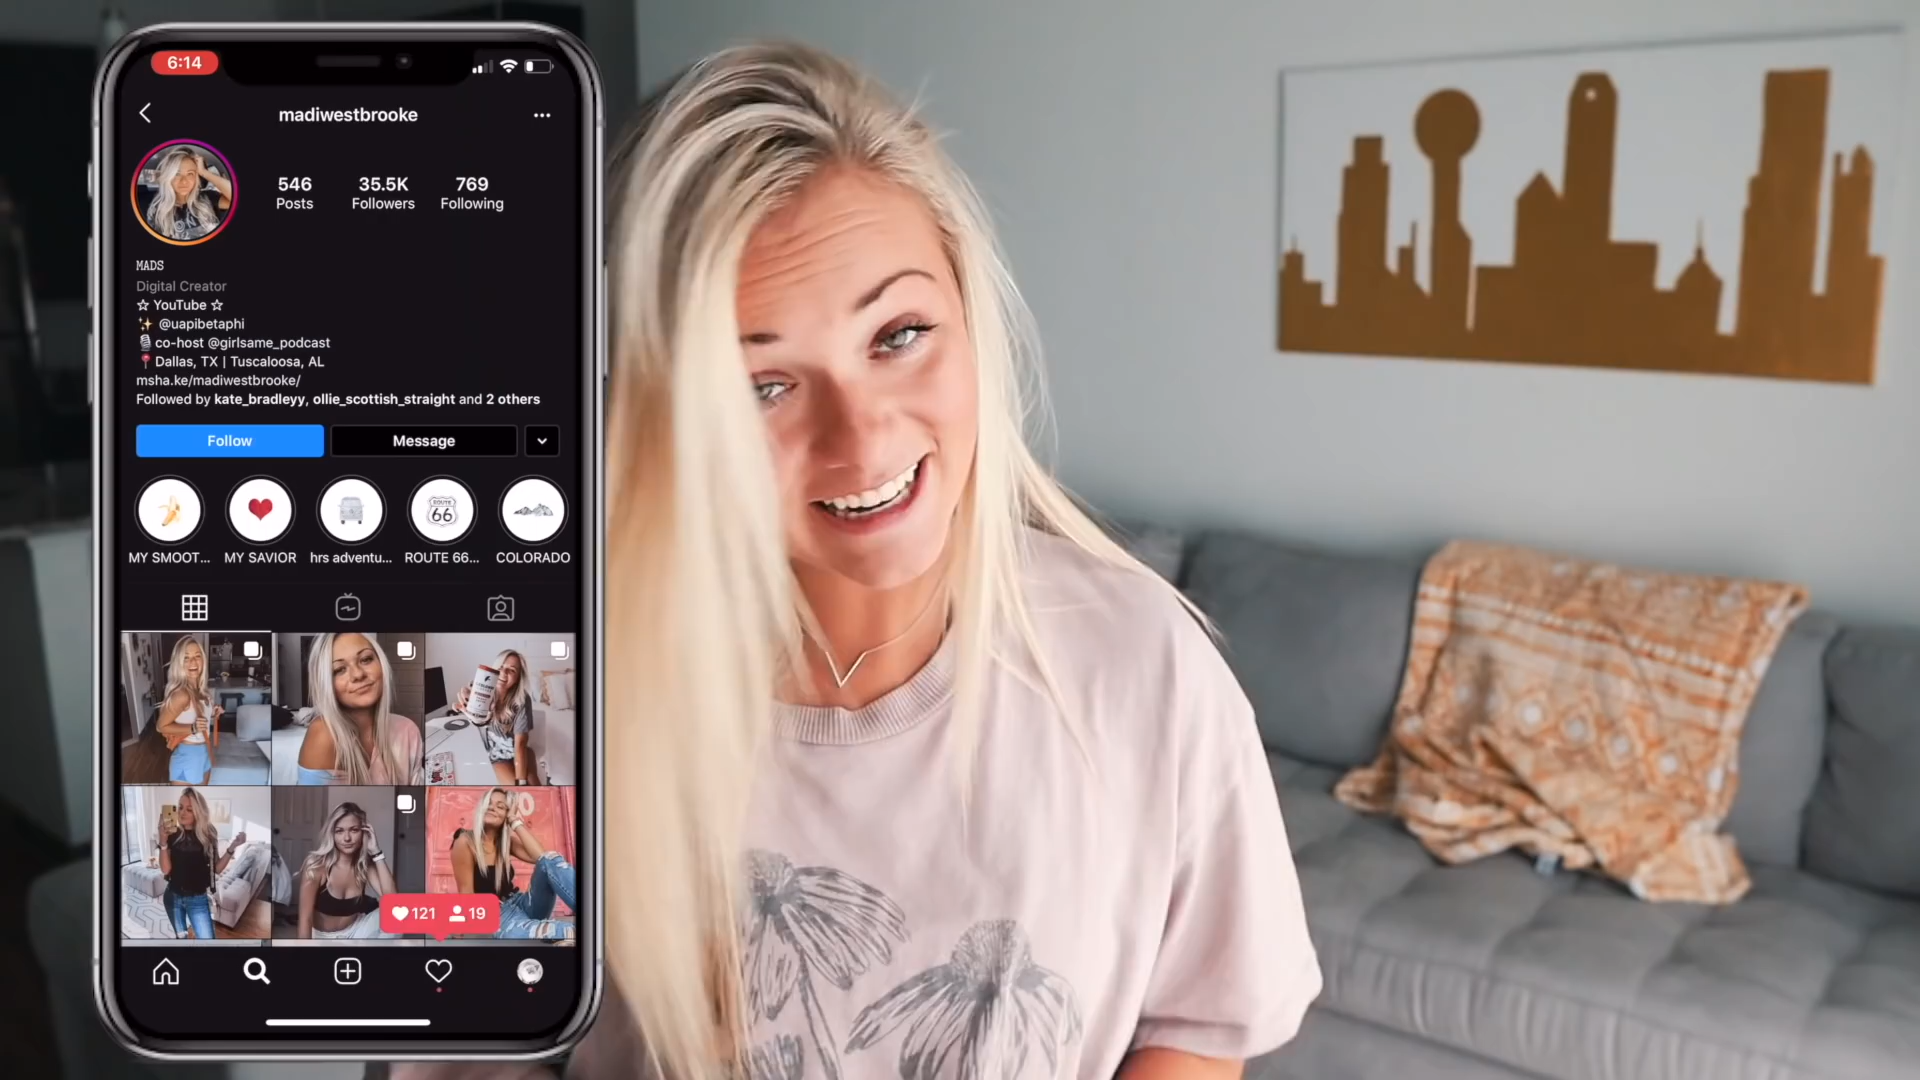 6:14
madiwestbrooke
546 35.5K 769
Posts Followers Following
MADS
Digital Creator
☆ YouTube ☆
✨ @uapibetaphi
🎙 co-host @girlsame_podcast
📍 Dallas, TX | Tuscaloosa, AL
msha.ke/madiwestbrooke/
Followed by kate_bradleyy, ollie_scottish_straight and 2 others
Follow Message
ROUTE
66
MY SMOOT... MY SAVIOR hrs adventu... ROUTE 66... COLORADO
121 19